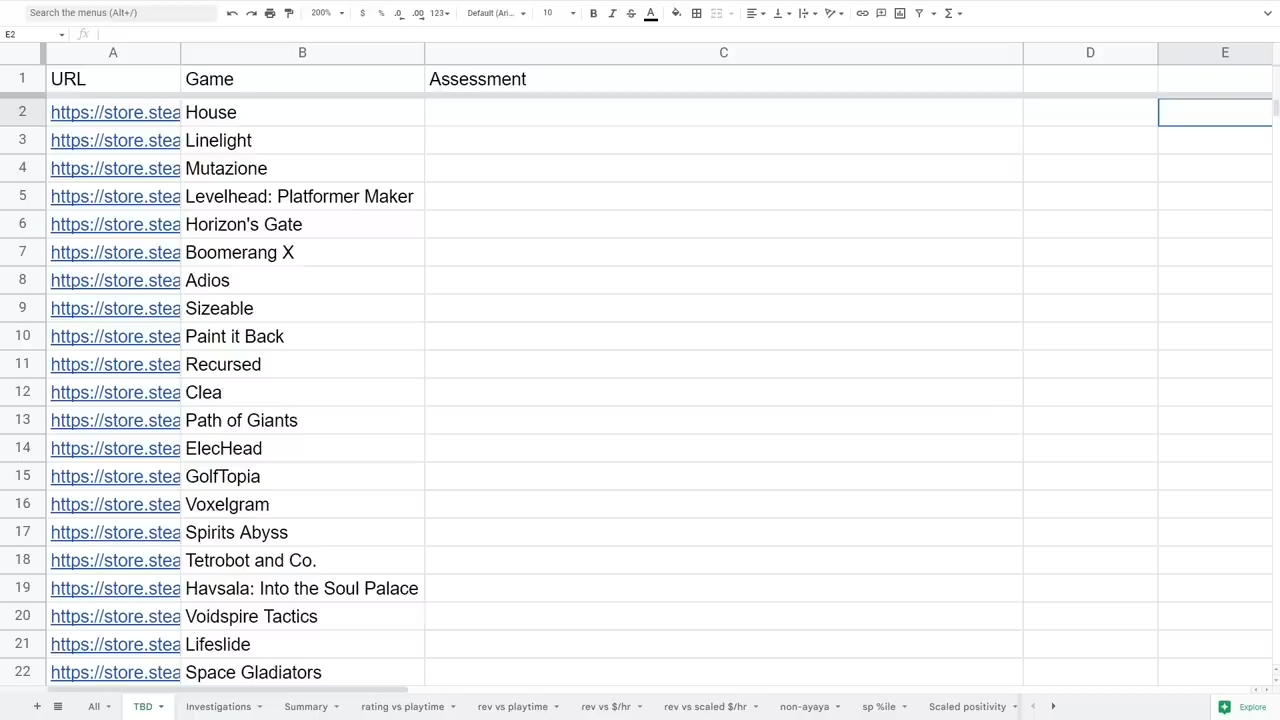 Search the menus (Alt+/) 200% $ % .0 .00 123 Default (Ari... 10 B I S A
E2 fx
A B C D E
1 URL Game Assessment
2 https://store.stea House
3 https://store.stea Linelight
4 https://store.stea Mutazione
5 https://store.stea Levelhead: Platformer Maker
6 https://store.stea Horizon's Gate
7 https://store.stea Boomerang X
8 https://store.stea Adios
9 https://store.stea Sizeable
10 https://store.stea Paint it Back
11 https://store.stea Recursed
12 https://store.stea Clea
13 https://store.stea Path of Giants
14 https://store.stea ElecHead
15 https://store.stea GolfTopia
16 https://store.stea Voxelgram
17 https://store.stea Spirits Abyss
18 https://store.stea Tetrobot and Co.
19 https://store.stea Havsala: Into the Soul Palace
20 https://store.stea Voidspire Tactics
21 https://store.stea Lifeslide
22 https://store.stea Space Gladiators
All TBD Investigations Summary rating vs playtime rev vs playtime rev vs $/hr rev vs scaled $/hr non-ayaya sp %ile Scaled positivity Explore